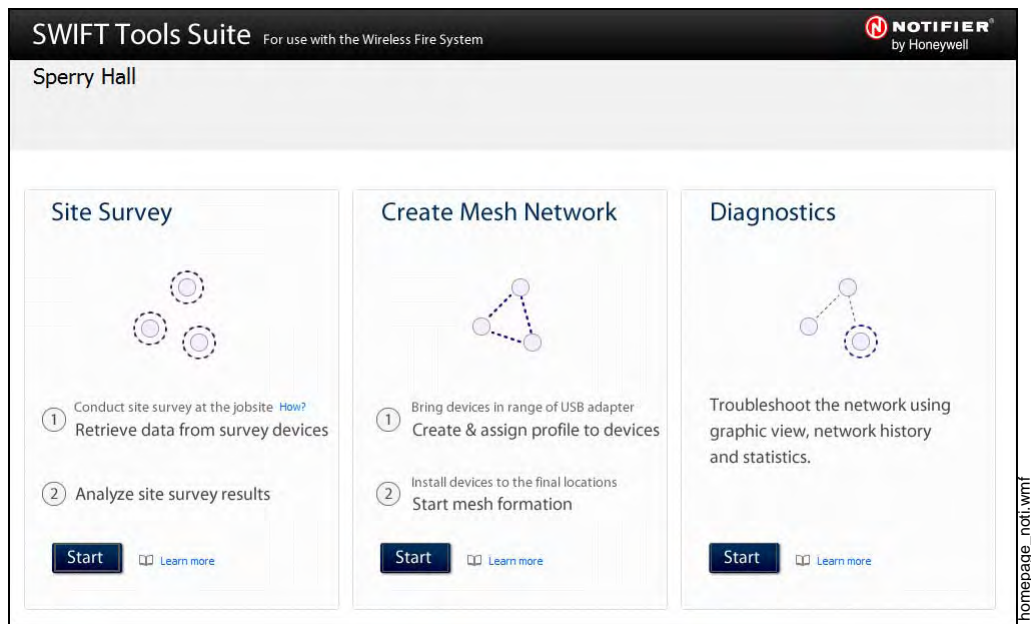 SWIFT Tools Suite For use with the Wireless Fire System
NOTIFIER®
by Honeywell
Sperry Hall
Site Survey
1 Conduct site survey at the jobsite How?
Retrieve data from survey devices
2 Analyze site survey results
Start Learn more
Create Mesh Network
1 Bring devices in range of USB adapter
Create & assign profile to devices
2 Install devices to the final locations
Start mesh formation
Start Learn more
Diagnostics
Troubleshoot the network using
graphic view, network history
and statistics.
Start Learn more
homepage_noti.wmf